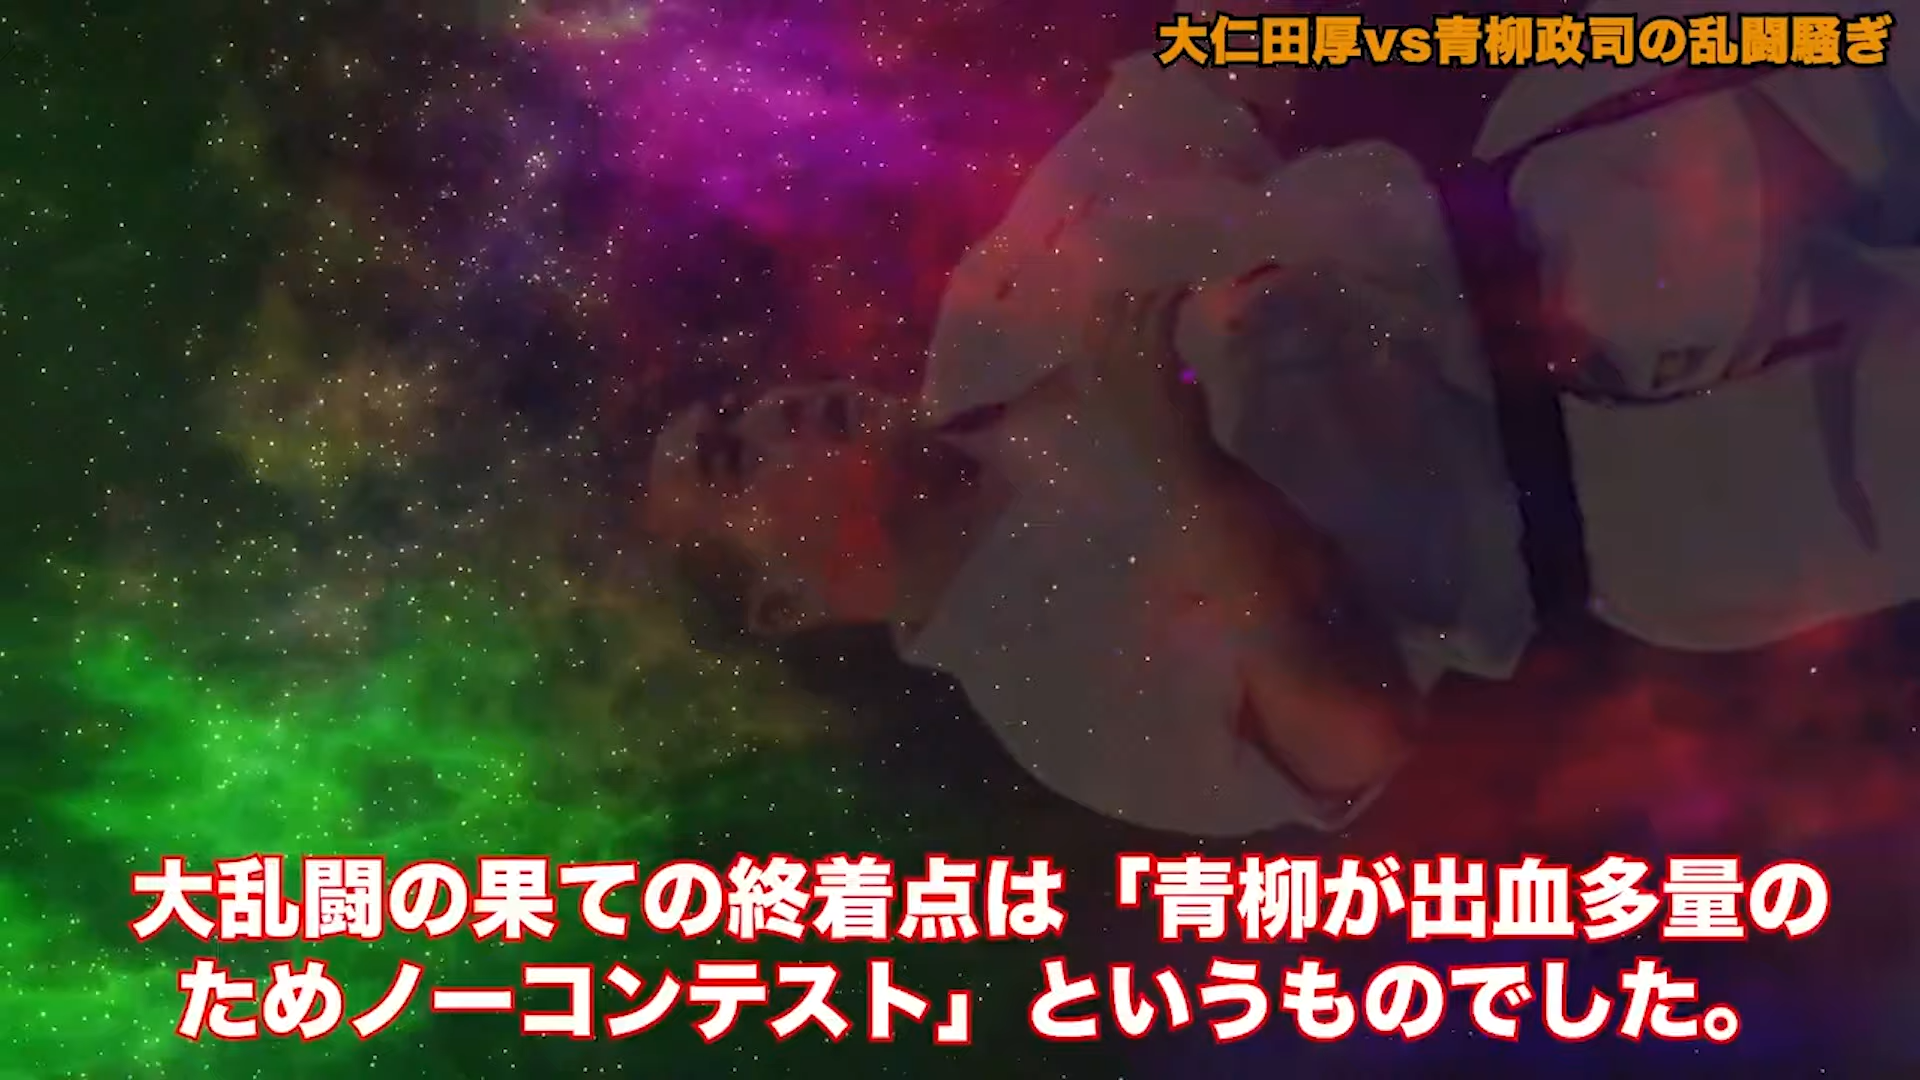 大仁田厚vs青柳政司の乱闘騒ぎ
大乱闘の果ての終着点は「青柳が出血多量の
ためノーコンテスト」というものでした。